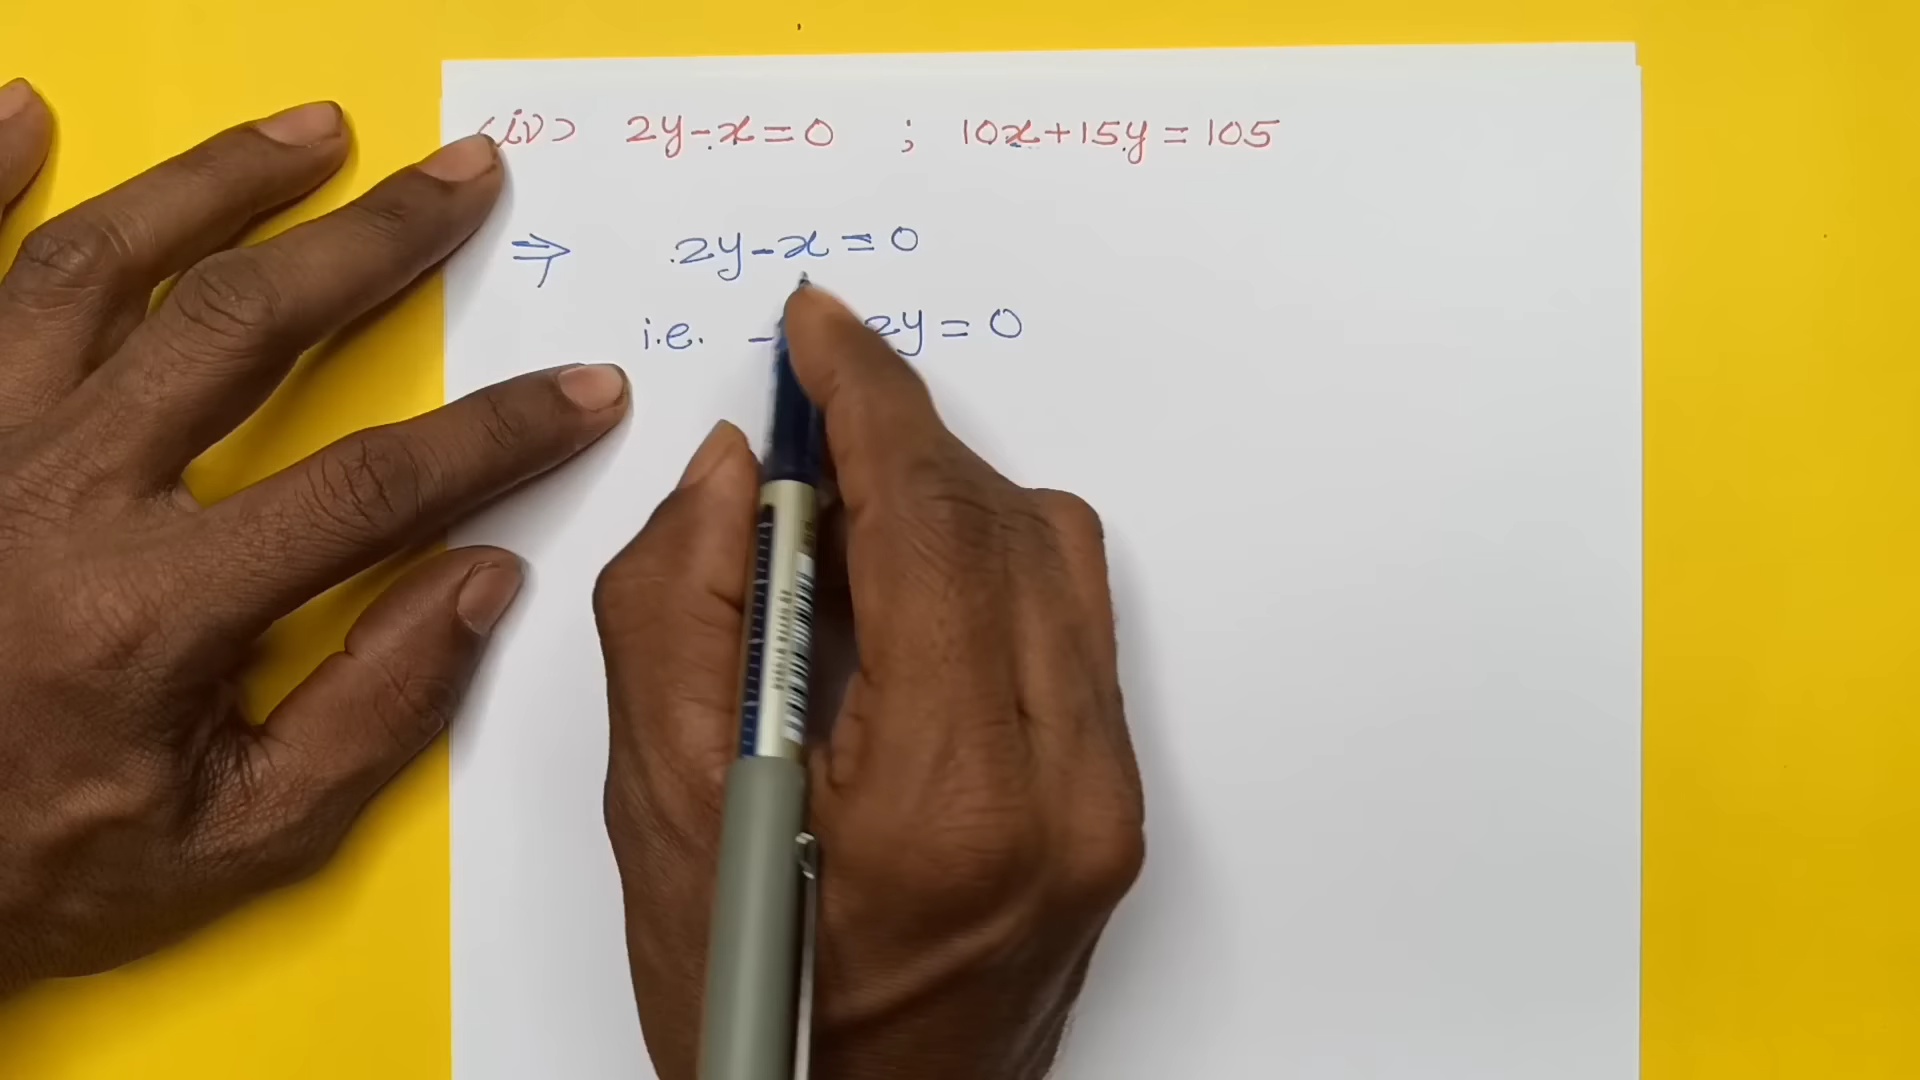 (iv) 2y-x=0 ; 10x+15y=105
⇒ 2y-x=0
i.e. - 2y=0